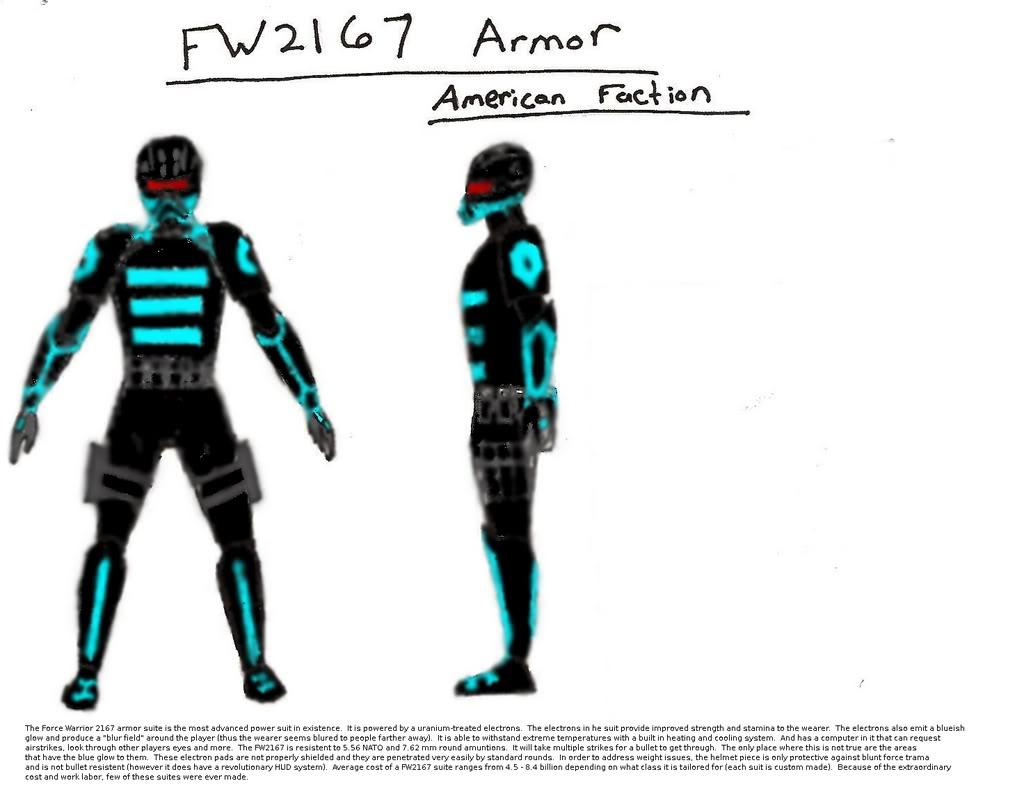 FW2167 Armor
American Faction
The Force Warrior 2167 armor suite is the most advanced power suit in existence. It is powered by a uranium-treated electrons. The electrons in he suit provide improved strength and stamina to the wearer. The electrons also emit a blueish
glow and produce a "blur field" around the player (thus the wearer seems blured to people farther away). It is able to withstand extreme temperatures with a built in heating and cooling system. And has a computer in it that can request
airstrikes, look through other players eyes and more. The FW2167 is resistent to 5.56 NATO and 7.62 mm round amuntions. It will take multiple strikes for a bullet to get through. The only place where this is not true are the areas
that have the blue glow to them. These electron pads are not properly shielded and they are penetrated very easily by standard rounds. In order to address weight issues, the helmet piece is only protective against blunt force trama
and is not bullet resistent (however it does have a revolutionary HUD system). Average cost of a FW2167 suite ranges from 4.5 - 8.4 billion depending on what class it is tailored for (each suit is custom made). Because of the extraordinary
cost and work labor, few of these suites were ever made.